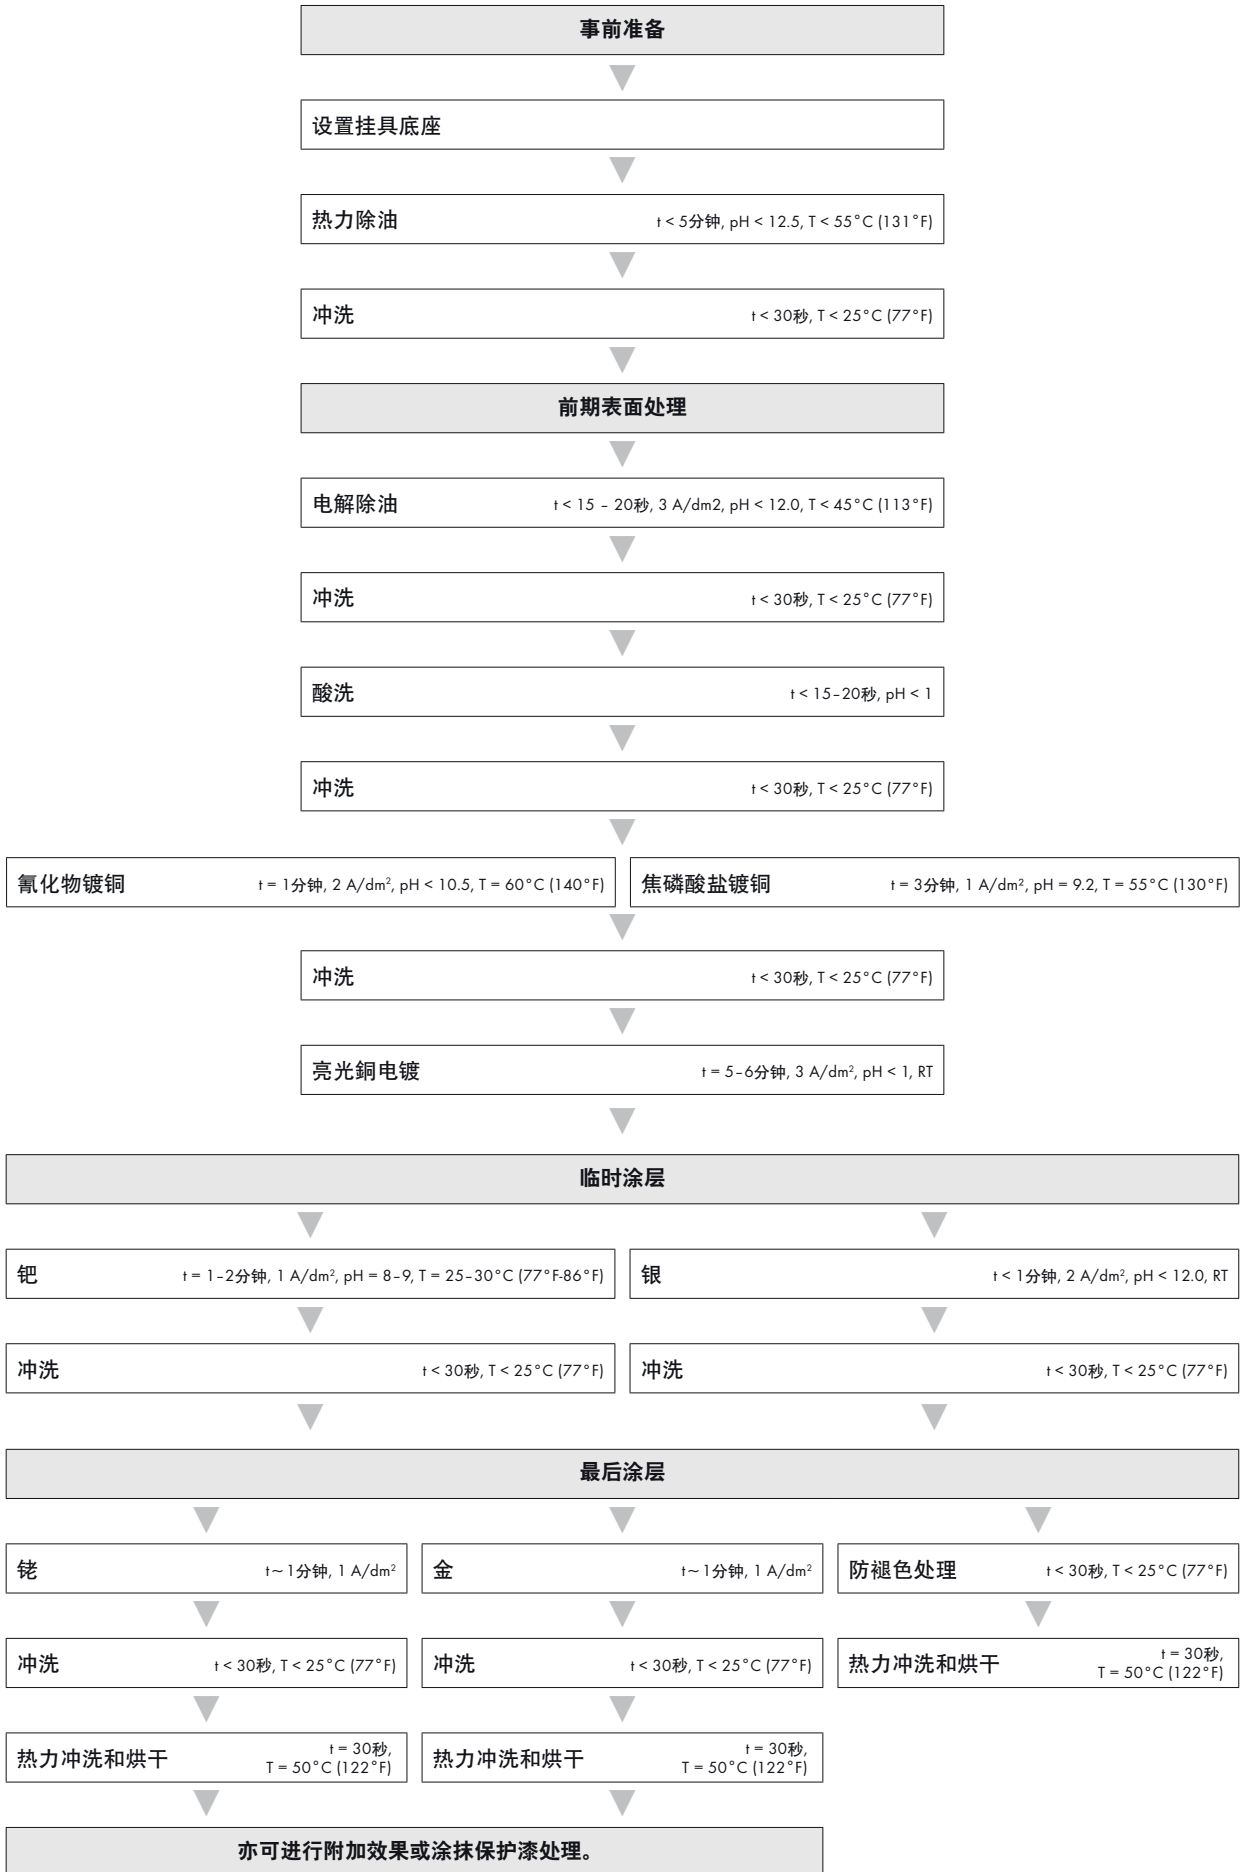 事前准备
设置挂具底座
热力除油 t < 5分钟, pH < 12.5, T < 55°C (131°F)
冲洗 t < 30秒, T < 25°C (77°F)
前期表面处理
电解除油 t < 15 – 20秒, 3 A/dm2, pH < 12.0, T < 45°C (113°F)
冲洗 t < 30秒, T < 25°C (77°F)
酸洗 t < 15–20秒, pH < 1
冲洗 t < 30秒, T < 25°C (77°F)
氰化物镀铜 t = 1分钟, 2 A/dm², pH < 10.5, T = 60°C (140°F)
焦磷酸盐镀铜 t = 3分钟, 1 A/dm², pH = 9.2, T = 55°C (130°F)
冲洗 t < 30秒, T < 25°C (77°F)
亮光銅电镀 t = 5–6分钟, 3 A/dm², pH < 1, RT
临时涂层
钯 t = 1–2分钟, 1 A/dm², pH = 8–9, T = 25–30°C (77°F-86°F)
银 t < 1分钟, 2 A/dm², pH < 12.0, RT
冲洗 t < 30秒, T < 25°C (77°F)
冲洗 t < 30秒, T < 25°C (77°F)
最后涂层
铑 t~ 1分钟, 1 A/dm²
金 t~ 1分钟, 1 A/dm²
防褪色处理 t < 30秒, T < 25°C (77°F)
冲洗 t < 30秒, T < 25°C (77°F)
冲洗 t < 30秒, T < 25°C (77°F)
热力冲洗和烘干 t = 30秒,
T = 50°C (122°F)
热力冲洗和烘干 t = 30秒,
T = 50°C (122°F)
热力冲洗和烘干 t = 30秒,
T = 50°C (122°F)
亦可进行附加效果或涂抹保护漆处理。